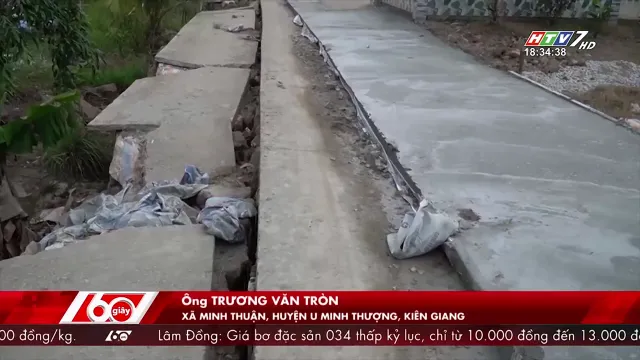 HTV7 HD
18:34:38
60 giây
Ông TRƯƠNG VĂN TRÒN
XÃ MINH THUẬN, HUYỆN U MINH THƯỢNG, KIÊN GIANG
00 đồng/kg. 60 Lâm Đồng: Giá bơ đặc sản 034 thấp kỷ lục, chỉ từ 10.000 đồng đến 13.000 đ